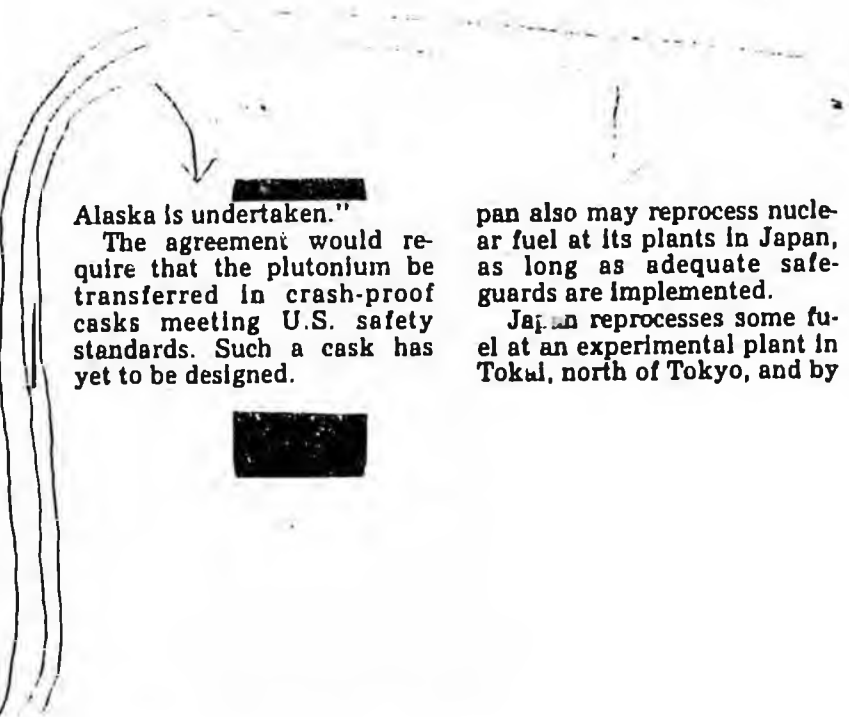 Alaska is undertaken."
The agreement would re-
quire that the plutonium be
transferred in crash-proof
casks meeting U.S. safety
standards. Such a cask has
yet to be designed.
pan also may reprocess nucle-
ar fuel at its plants in Japan,
as long as adequate safe-
guards are implemented.
Japan reprocesses some fu-
el at an experimental plant in
Tokai, north of Tokyo, and by